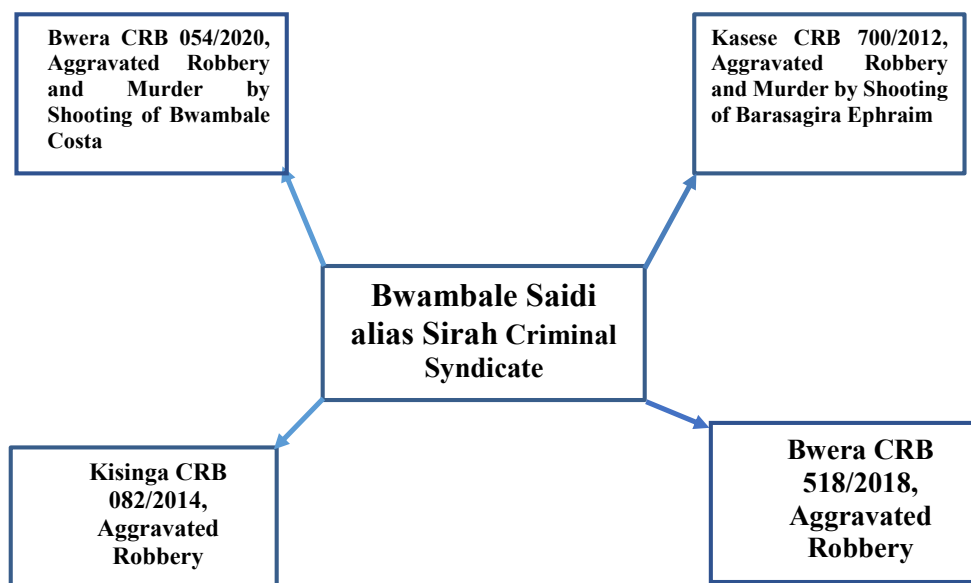 Bwera CRB 054/2020,
Aggravated Robbery
and Murder by
Shooting of Bwambale
Costa
Kasese CRB 700/2012,
Aggravated Robbery
and Murder by Shooting
of Barasagira Ephraim
Bwambale Saidi
alias Sirah Criminal
Syndicate
Kisinga CRB
082/2014,
Aggravated
Robbery
Bwera CRB
518/2018,
Aggravated
Robbery